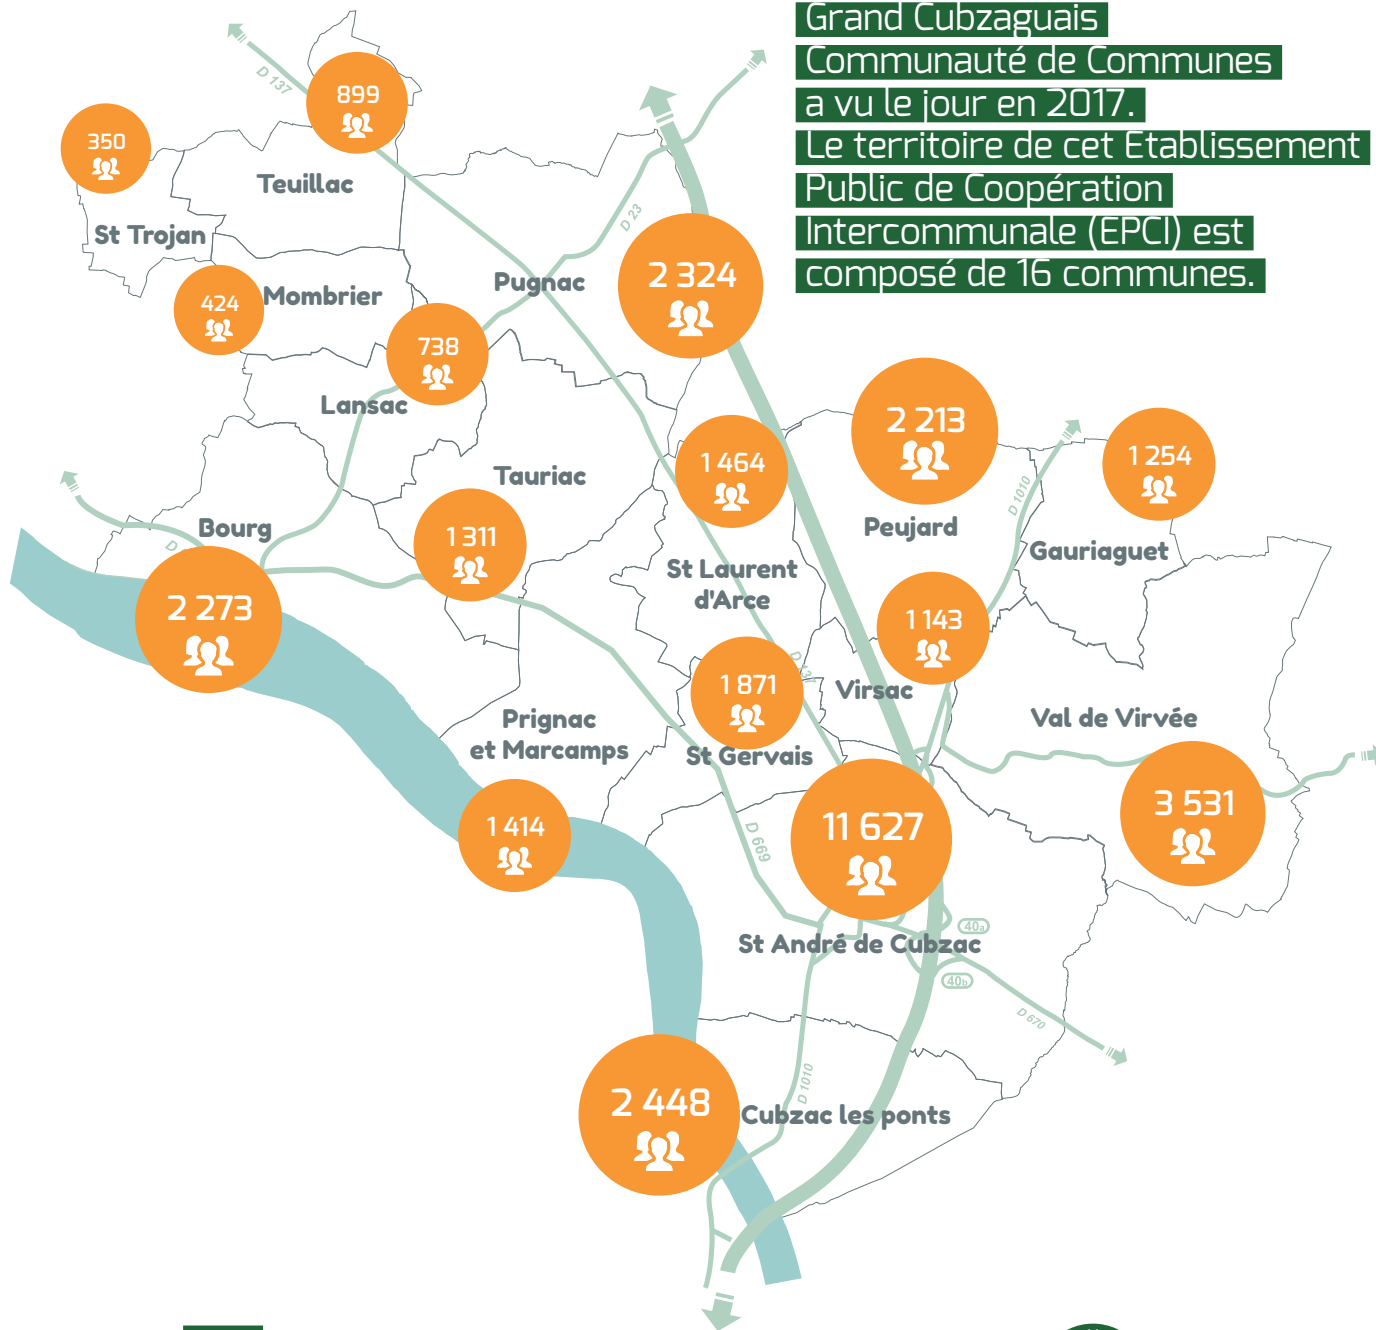 Grand Cubzaguais
Communauté de Communes
a vu le jour en 2017.
Le territoire de cet Etablissement
Public de Coopération
Intercommunale (EPCI) est
composé de 16 communes.
D 137
899
350
Teuillac
St Trojan
D 23
Pugnac
2 324
424
Mombrier
738
Lansac
2 213
1 254
1 464
Tauriac
D 1010
Peujard
Bourg
1 311
Gauriaguet
D
St Laurent
d'Arce
2 273
1 143
D 137
1 871
Virsac
Prignac
et Marcamps
Val de Virvée
St Gervais
3 531
11 627
1 414
D 669
40a
St André de Cubzac
40b
D 670
D 1010
2 448
Cubzac les ponts